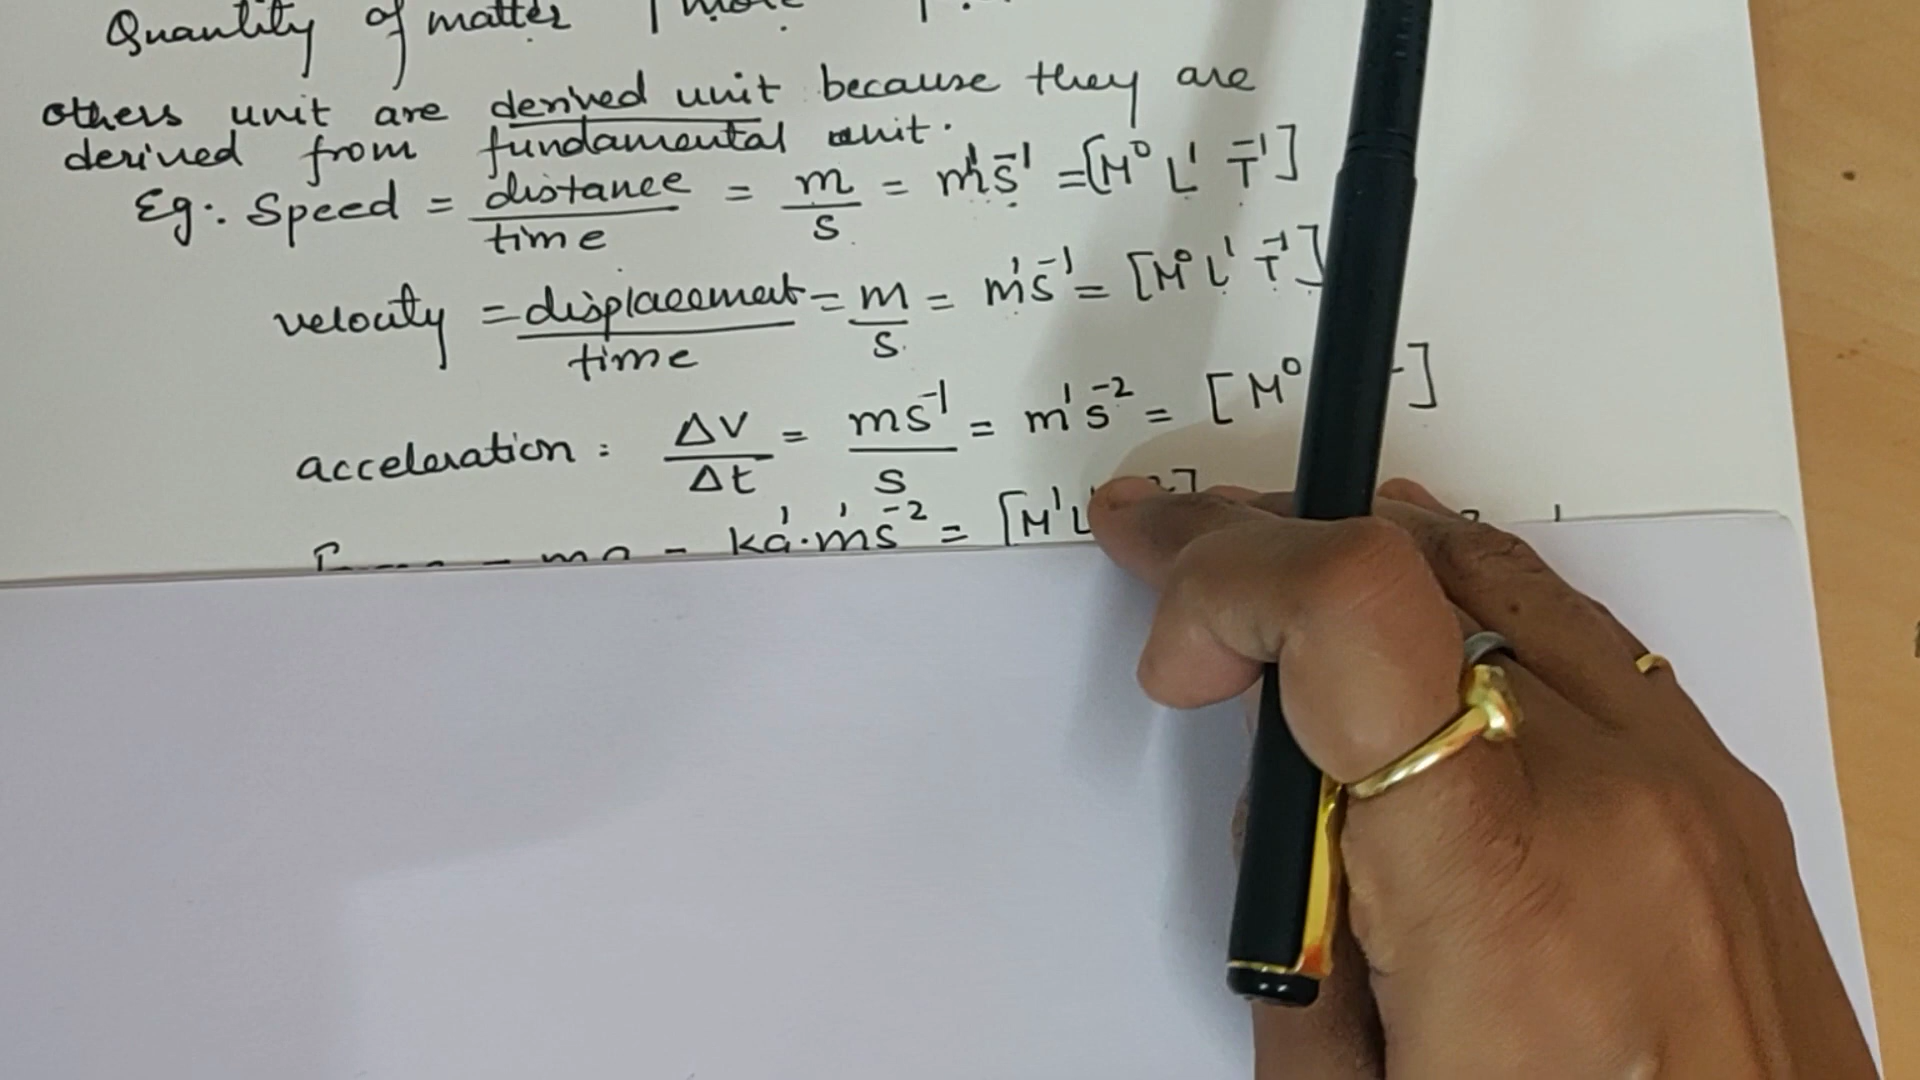 Quantity of matter
others unit are derived unit because they are
derived from fundamental unit.
Eg:. Speed = distance/time = m/s = m¹s⁻¹ = [M⁰ L¹ T⁻¹]
velocity = displacement/time = m/s = m¹s⁻¹ = [M⁰ L¹ T⁻¹]
acceleration = ΔV/Δt = ms⁻¹/s = m¹s⁻² = [M⁰ ]
= ma = kg¹.m¹s⁻² = [M¹L ]